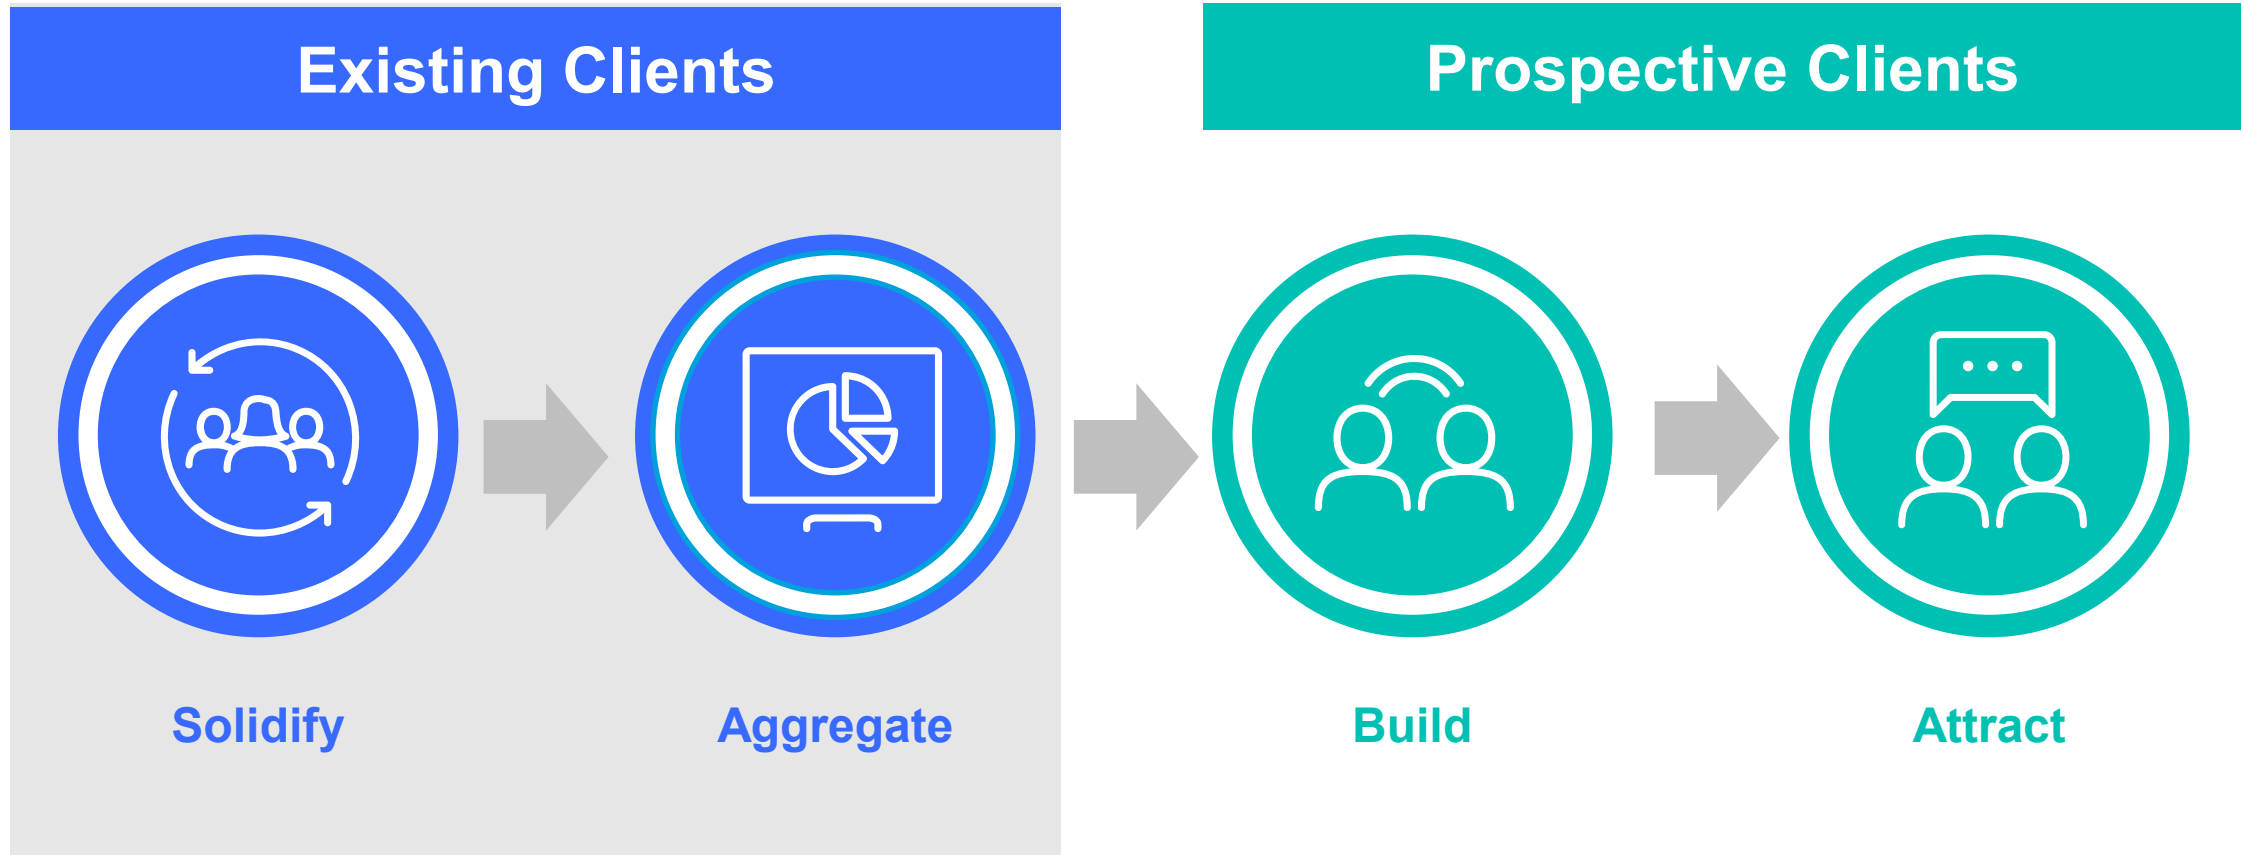 Existing Clients
Prospective Clients
Solidify
Aggregate
Build
Attract